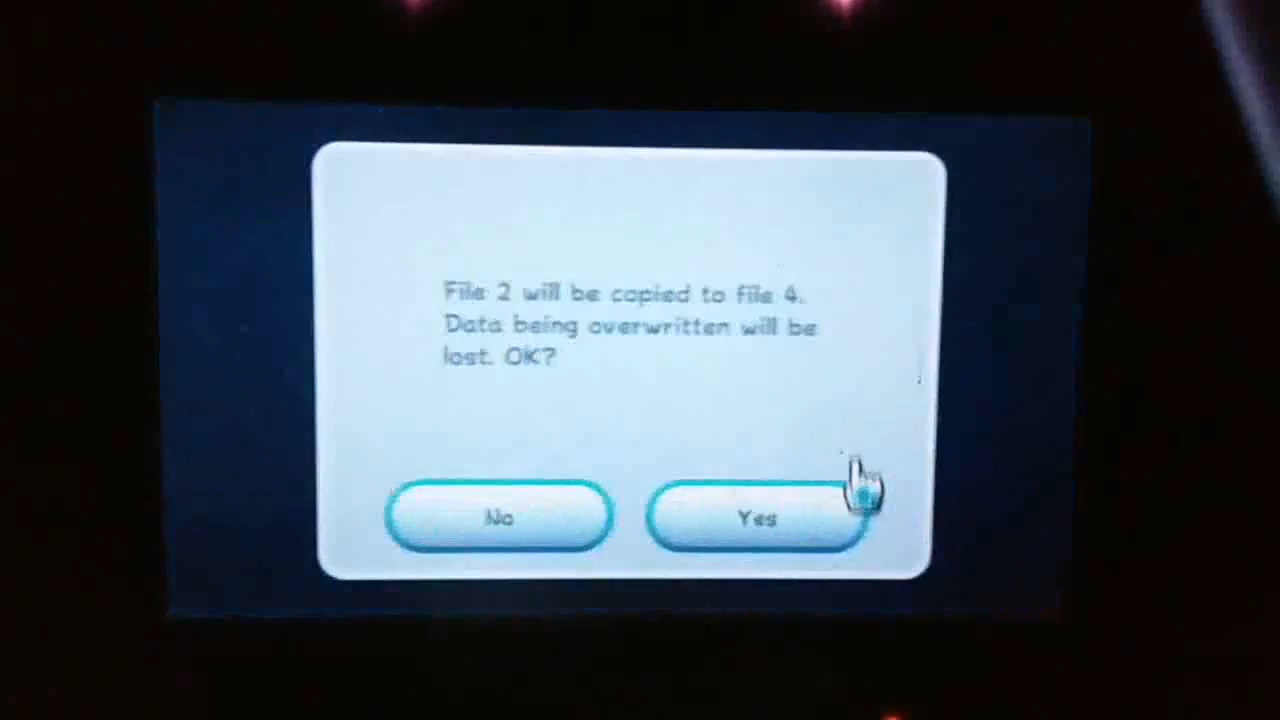 File 2 will be copied to file 4.
Data being overwritten will be
lost. OK?
No
Yes